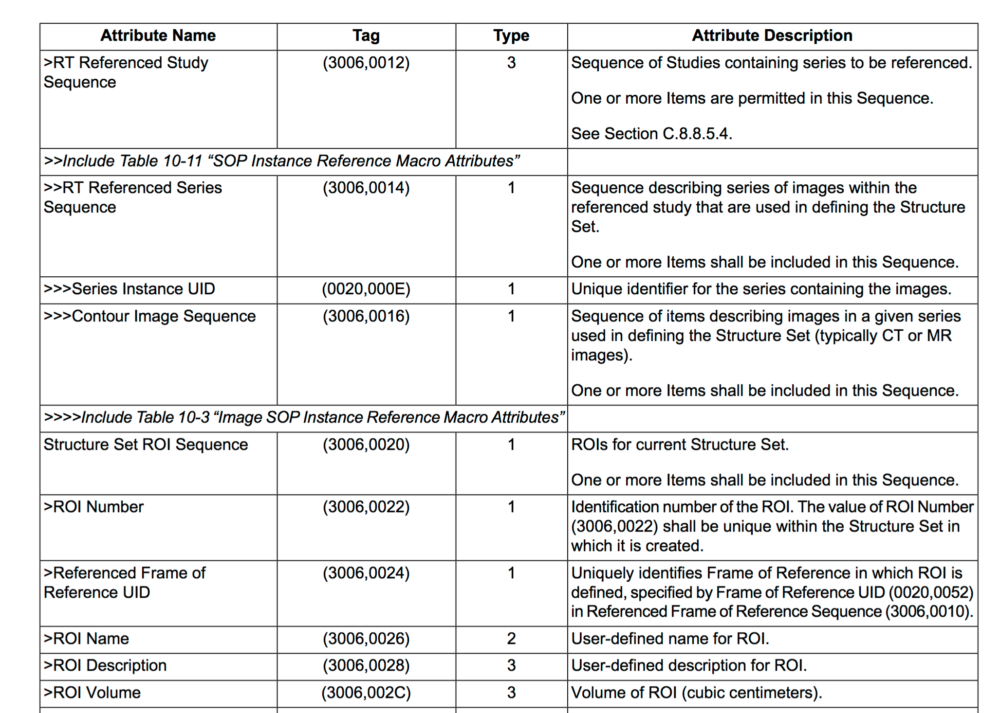 Attribute Name Tag Type Attribute Description
>RT Referenced Study (3006,0012) 3 Sequence of Studies containing series to be referenced.
Sequence
One or more Items are permitted in this Sequence.
See Section C.8.8.5.4.
>>Include Table 10-11 “SOP Instance Reference Macro Attributes”
>>RT Referenced Series (3006,0014) 1 Sequence describing series of images within the
Sequence referenced study that are used in defining the Structure
Set.
One or more Items shall be included in this Sequence.
>>>Series Instance UID (0020,000E) 1 Unique identifier for the series containing the images.
>>>Contour Image Sequence (3006,0016) 1 Sequence of items describing images in a given series
used in defining the Structure Set (typically CT or MR
images).
One or more Items shall be included in this Sequence.
>>>>Include Table 10-3 “Image SOP Instance Reference Macro Attributes”
Structure Set ROI Sequence (3006,0020) 1 ROIs for current Structure Set.
One or more Items shall be included in this Sequence.
>ROI Number (3006,0022) 1 Identification number of the ROI. The value of ROI Number
(3006,0022) shall be unique within the Structure Set in
which it is created.
>Referenced Frame of (3006,0024) 1 Uniquely identifies Frame of Reference in which ROI is
Reference UID defined, specified by Frame of Reference UID (0020,0052)
in Referenced Frame of Reference Sequence (3006,0010).
>ROI Name (3006,0026) 2 User-defined name for ROI.
>ROI Description (3006,0028) 3 User-defined description for ROI.
>ROI Volume (3006,002C) 3 Volume of ROI (cubic centimeters).